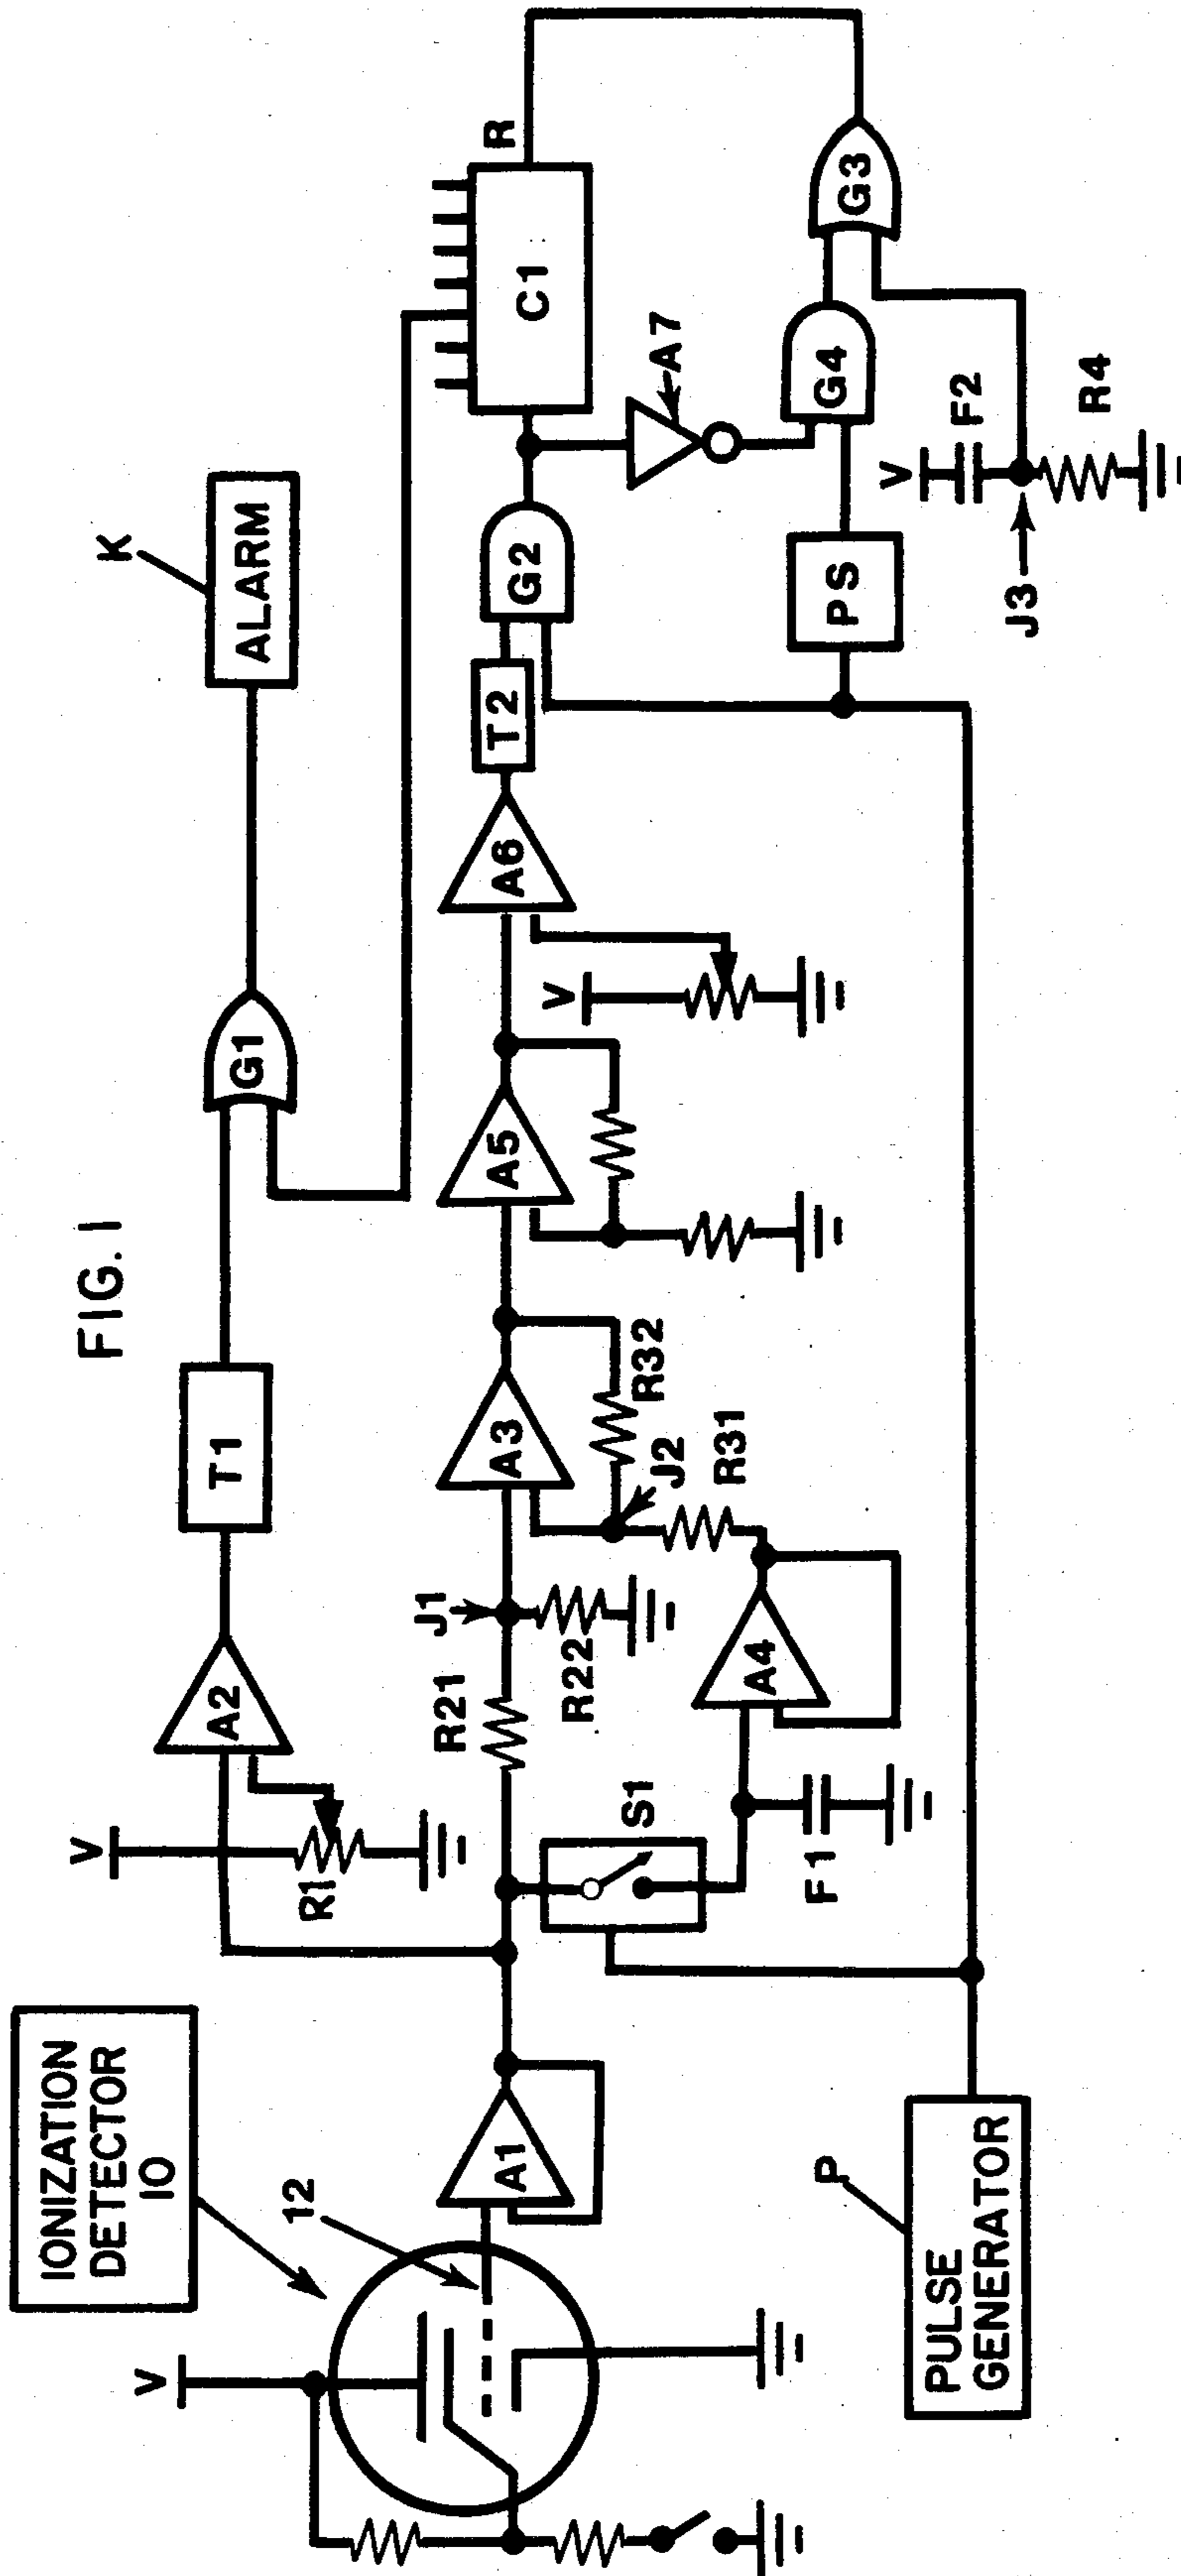 FIG. 1
IONIZATION
DETECTOR
10
12
V
A1
V
R1
A2
T1
G1
K
ALARM
S1
F1
A4
R21
J1
R22
A3
R32
J2
R31
A5
V
A6
T2
G2
C1
R
A7
PS
G4
G3
V
F2
J3
R4
P
PULSE
GENERATOR